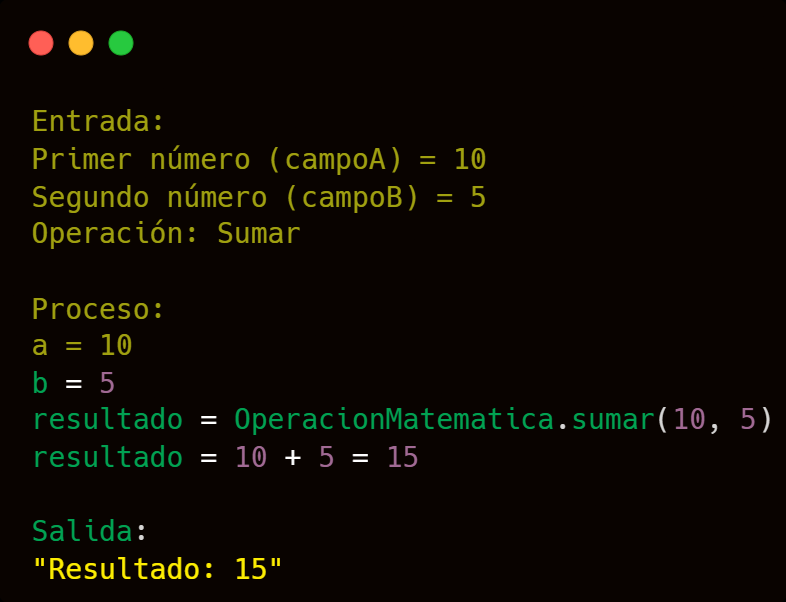 Entrada:
Primer número (campoA) = 10
Segundo número (campoB) = 5
Operación: Sumar
Proceso:
a = 10
b = 5
resultado = OperacionMatematica.sumar(10, 5)
resultado = 10 + 5 = 15
Salida:
"Resultado: 15"